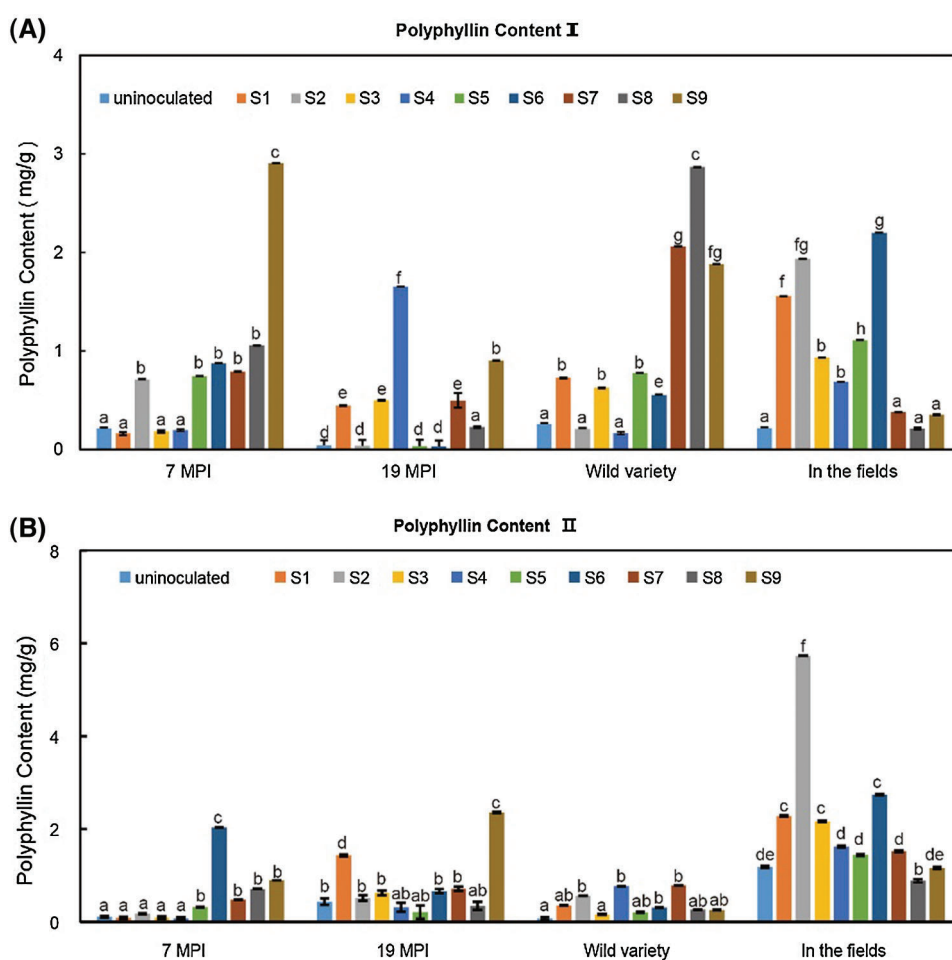 (A)
Polyphyllin Content I
4
3
2
1
0
Polyphyllin Content ( mg/g )
uninoculated S1 S2 S3 S4 S5 S6 S7 S8 S9
a a b a a b b b b c
d e d e f d d e a b
a b a b a b e g c fg
a f fg b b h g a a a
7 MPI 19 MPI Wild variety In the fields
(B)
Polyphyllin Content II
8
6
4
2
0
Polyphyllin Content (mg/g)
uninoculated S1 S2 S3 S4 S5 S6 S7 S8 S9
a a a a a b c b b b
b d b b ab ab b b ab c
a ab b a b a b b ab ab
de c f c d d c d b de
7 MPI 19 MPI Wild variety In the fields